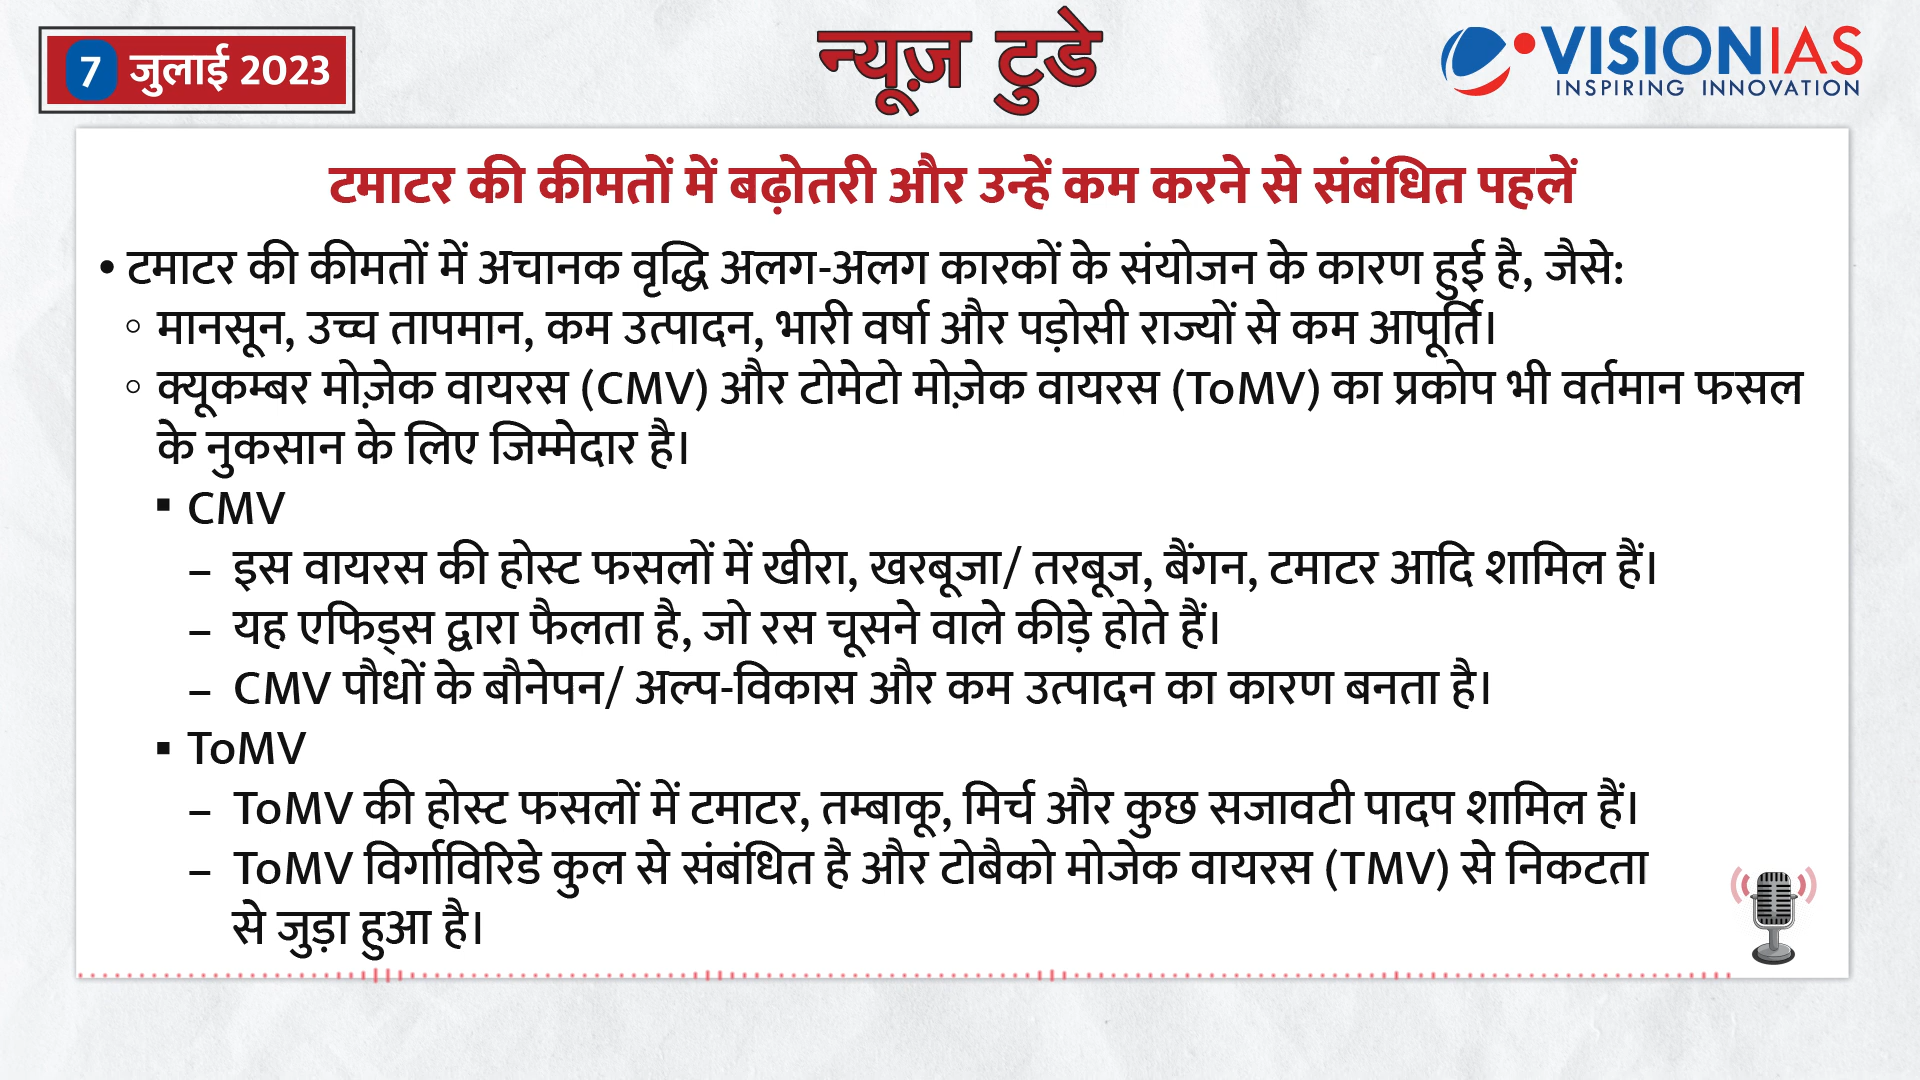 7 जुलाई 2023
न्यूज़ टुडे
VISIONIAS
INSPIRING INNOVATION
टमाटर की कीमतों में बढ़ोतरी और उन्हें कम करने से संबंधित पहलें
• टमाटर की कीमतों में अचानक वृद्धि अलग-अलग कारकों के संयोजन के कारण हुई है, जैसे:
◦ मानसून, उच्च तापमान, कम उत्पादन, भारी वर्षा और पड़ोसी राज्यों से कम आपूर्ति।
◦ क्यूकम्बर मोज़ेक वायरस (CMV) और टोमेटो मोज़ेक वायरस (ToMV) का प्रकोप भी वर्तमान फसल
के नुकसान के लिए जिम्मेदार है।
▪ CMV
– इस वायरस की होस्ट फसलों में खीरा, खरबूजा/ तरबूज, बैंगन, टमाटर आदि शामिल हैं।
– यह एफिड्स द्वारा फैलता है, जो रस चूसने वाले कीड़े होते हैं।
– CMV पौधों के बौनेपन/ अल्प-विकास और कम उत्पादन का कारण बनता है।
▪ ToMV
– ToMV की होस्ट फसलों में टमाटर, तम्बाकू, मिर्च और कुछ सजावटी पादप शामिल हैं।
– ToMV विर्गाविरिडे कुल से संबंधित है और टोबैको मोजेक वायरस (TMV) से निकटता
से जुड़ा हुआ है।